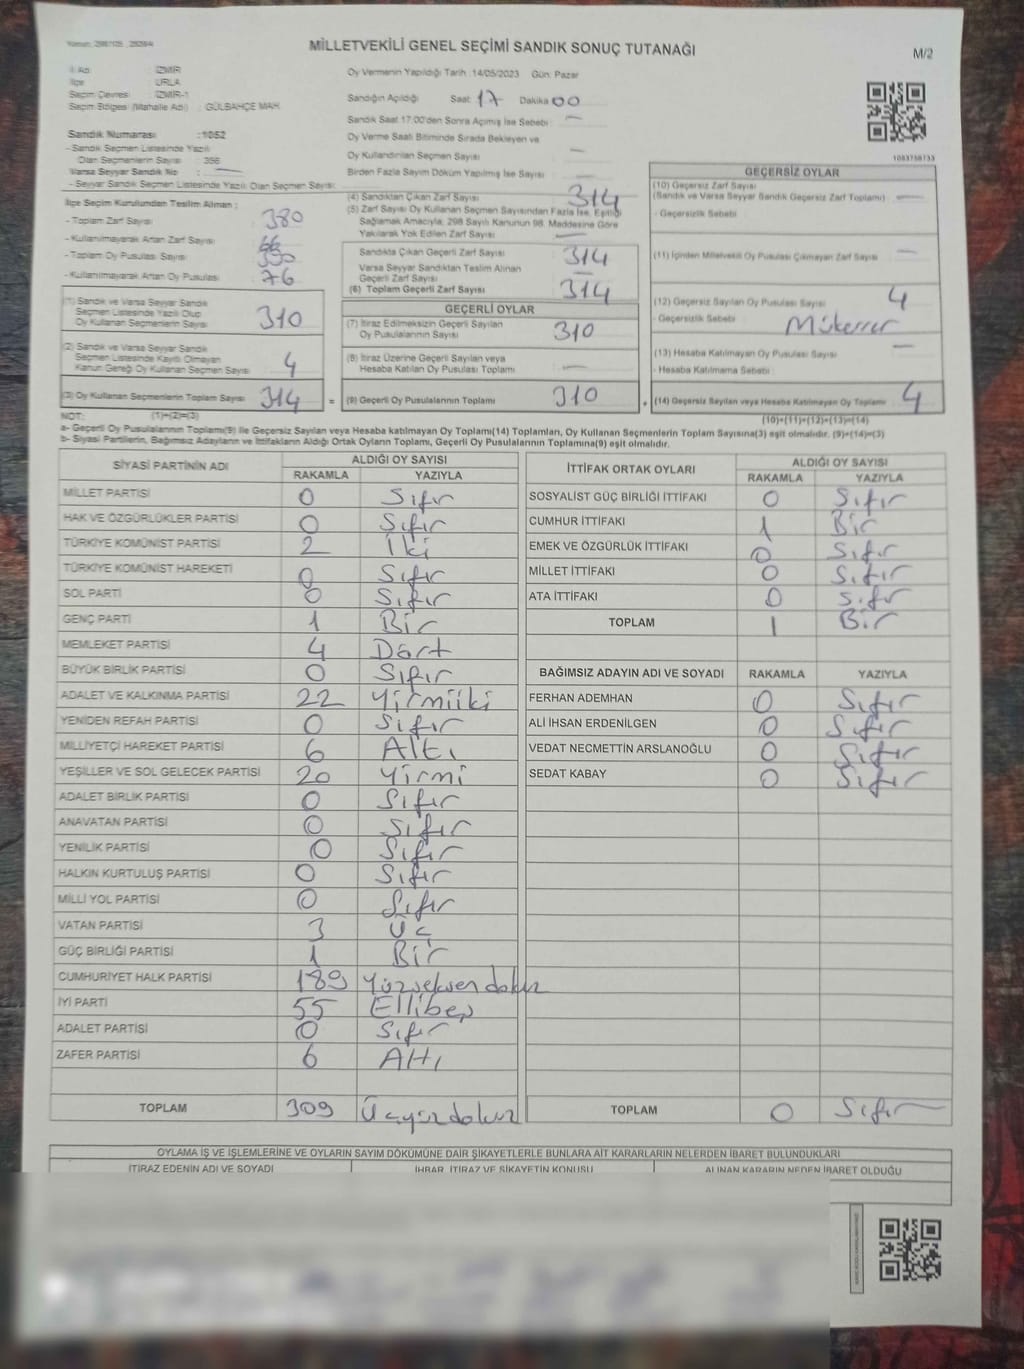 MİLLETVEKİLİ GENEL SEÇİMİ SANDIK SONUÇ TUTANAĞI
M/2
İl Adı : İZMİR
İlçe : URLA
Seçim Çevresi : İZMİR-1
Seçim Bölgesi (Mahalle Adı) : GÜLBAHÇE MAH.
Sandık Numarası : 1052
- Sandık Seçmen Listesinde Yazılı
Olan Seçmenlerin Sayısı : 356
Varsa Seyyar Sandık No : —
- Seyyar Sandık Seçmen Listesinde Yazılı Olan Seçmen Sayısı:
Oy Vermenin Yapıldığı Tarih : 14/05/2023 Gün: Pazar
Sandığın Açıldığı Saat 17 Dakika 00
Sandık Saat 17:00'den Sonra Açılmış İse Sebebi : —
Oy Verme Saati Bitiminde Sırada Bekleyen ve
Oy Kullandırılan Seçmen Sayısı —
Birden Fazla Sayım Döküm Yapılmış İse Sayısı : —
1083758733
İlçe Seçim Kurulundan Teslim Alınan :
- Toplam Zarf Sayısı 380
- Kullanılmayarak Artan Zarf Sayısı 66
- Toplam Oy Pusulası Sayısı
- Kullanılmayarak Artan Oy Pusulası 76
(1) Sandık ve Varsa Seyyar Sandık
Seçmen Listesinde Yazılı Olup
Oy Kullanan Seçmenlerin Sayısı 310
(2) Sandık ve Varsa Seyyar Sandık
Seçmen Listesinde Kayıtlı Olmayan
Kanun Gereği Oy Kullanan Seçmen Sayısı 4
(3) Oy Kullanan Seçmenlerin Toplam Sayısı 314
(1)+(2)=(3)
(4) Sandıktan Çıkan Zarf Sayısı 314
(5) Zarf Sayısı Oy Kullanan Seçmen Sayısından Fazla İse, Eşitliği
Sağlamak Amacıyla, 298 Sayılı Kanunun 98. Maddesine Göre
Yakılarak Yok Edilen Zarf Sayısı —
Sandıkta Çıkan Geçerli Zarf Sayısı 314
Varsa Seyyar Sandıktan Teslim Alınan
Geçerli Zarf Sayısı —
(6) Toplam Geçerli Zarf Sayısı 314
GEÇERLİ OYLAR
(7) İtiraz Edilmeksizin Geçerli Sayılan
Oy Pusulalarının Sayısı 310
(8) İtiraz Üzerine Geçerli Sayılan veya
Hesaba Katılan Oy Pusulası Toplamı —
= (9) Geçerli Oy Pusulalarının Toplamı 310 +
GEÇERSİZ OYLAR
(10) Geçersiz Zarf Sayısı
(Sandık ve Varsa Seyyar Sandık Geçersiz Zarf Toplamı) —
- Geçersizlik Sebebi
(11) İçinden Milletvekili Oy Pusulası Çıkmayan Zarf Sayısı —
(12) Geçersiz Sayılan Oy Pusulası Sayısı 4
- Geçersizlik Sebebi : Mükerrer
(13) Hesaba Katılmayan Oy Pusulası Sayısı —
- Hesaba Katılmama Sebebi :
(14) Geçersiz Sayılan veya Hesaba Katılmayan Oy Toplamı 4
(10)+(11)+(12)+(13)=(14)
NOT:
a- Geçerli Oy Pusulalarının Toplamı(9) İle Geçersiz Sayılan veya Hesaba katılmayan Oy Toplamı(14) Toplamları, Oy Kullanan Seçmenlerin Toplam Sayısına(3) eşit olmalıdır. (9)+(14)=(3)
b- Siyasi Partilerin, Bağımsız Adayların ve İttifakların Aldığı Ortak Oyların Toplamı, Geçerli Oy Pusulalarının Toplamına(9) eşit olmalıdır.
SİYASİ PARTİNİN ADI
ALDIĞI OY SAYISI
RAKAMLA YAZIYLA
MİLLET PARTİSİ 0 Sıfır
HAK VE ÖZGÜRLÜKLER PARTİSİ 0 Sıfır
TÜRKİYE KOMÜNİST PARTİSİ 2 İki
TÜRKİYE KOMÜNİST HAREKETİ 0 Sıfır
SOL PARTİ 0 Sıfır
GENÇ PARTİ 1 Bir
MEMLEKET PARTİSİ 4 Dört
BÜYÜK BİRLİK PARTİSİ 0 Sıfır
ADALET VE KALKINMA PARTİSİ 22 Yirmiiki
YENİDEN REFAH PARTİSİ 0 Sıfır
MİLLİYETÇİ HAREKET PARTİSİ 6 Altı
YEŞİLLER VE SOL GELECEK PARTİSİ 20 Yirmi
ADALET BİRLİK PARTİSİ 0 Sıfır
ANAVATAN PARTİSİ 0 Sıfır
YENİLİK PARTİSİ 0 Sıfır
HALKIN KURTULUŞ PARTİSİ 0 Sıfır
MİLLİ YOL PARTİSİ 0 Sıfır
VATAN PARTİSİ 3 Üç
GÜÇ BİRLİĞİ PARTİSİ 1 Bir
CUMHURİYET HALK PARTİSİ 189 Yüzseksendokuz
İYİ PARTİ 55 Ellibeş
ADALET PARTİSİ 0 Sıfır
ZAFER PARTİSİ 6 Altı
TOPLAM 309 Üçyüzdokuz
İTTİFAK ORTAK OYLARI
ALDIĞI OY SAYISI
RAKAMLA YAZIYLA
SOSYALİST GÜÇ BİRLİĞİ İTTİFAKI 0 Sıfır
CUMHUR İTTİFAKI 1 Bir
EMEK VE ÖZGÜRLÜK İTTİFAKI 0 Sıfır
MİLLET İTTİFAKI 0 Sıfır
ATA İTTİFAKI 0 Sıfır
TOPLAM 1 Bir
BAĞIMSIZ ADAYIN ADI VE SOYADI RAKAMLA YAZIYLA
FERHAN ADEMHAN 0 Sıfır
ALİ İHSAN ERDENİLGEN 0 Sıfır
VEDAT NECMETTİN ARSLANOĞLU 0 Sıfır
SEDAT KABAY 0 Sıfır
TOPLAM 0 Sıfır
OYLAMA İŞ VE İŞLEMLERİNE VE OYLARIN SAYIM DÖKÜMÜNE DAİR ŞİKAYETLERLE BUNLARA AİT KARARLARIN NELERDEN İBARET BULUNDUKLARI
İTİRAZ EDENİN ADI VE SOYADI İHBAR, İTİRAZ VE ŞİKAYETİN KONUSU ALINAN KARARIN NEDEN İBARET OLDUĞU